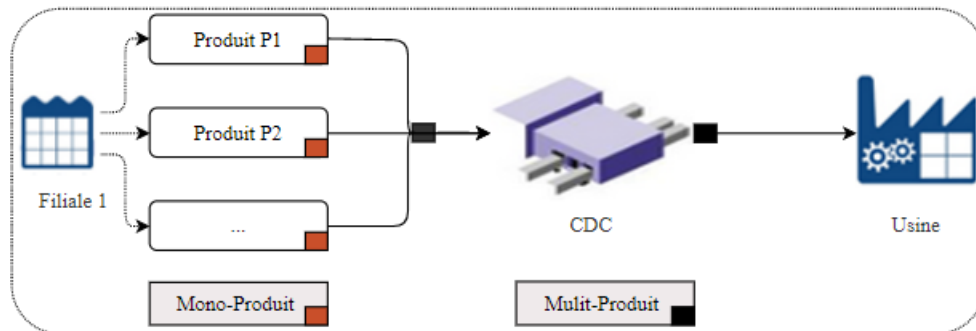 Produit P1
Produit P2
Filiale 1
...
CDC
Usine
Mono-Produit
Mulit-Produit